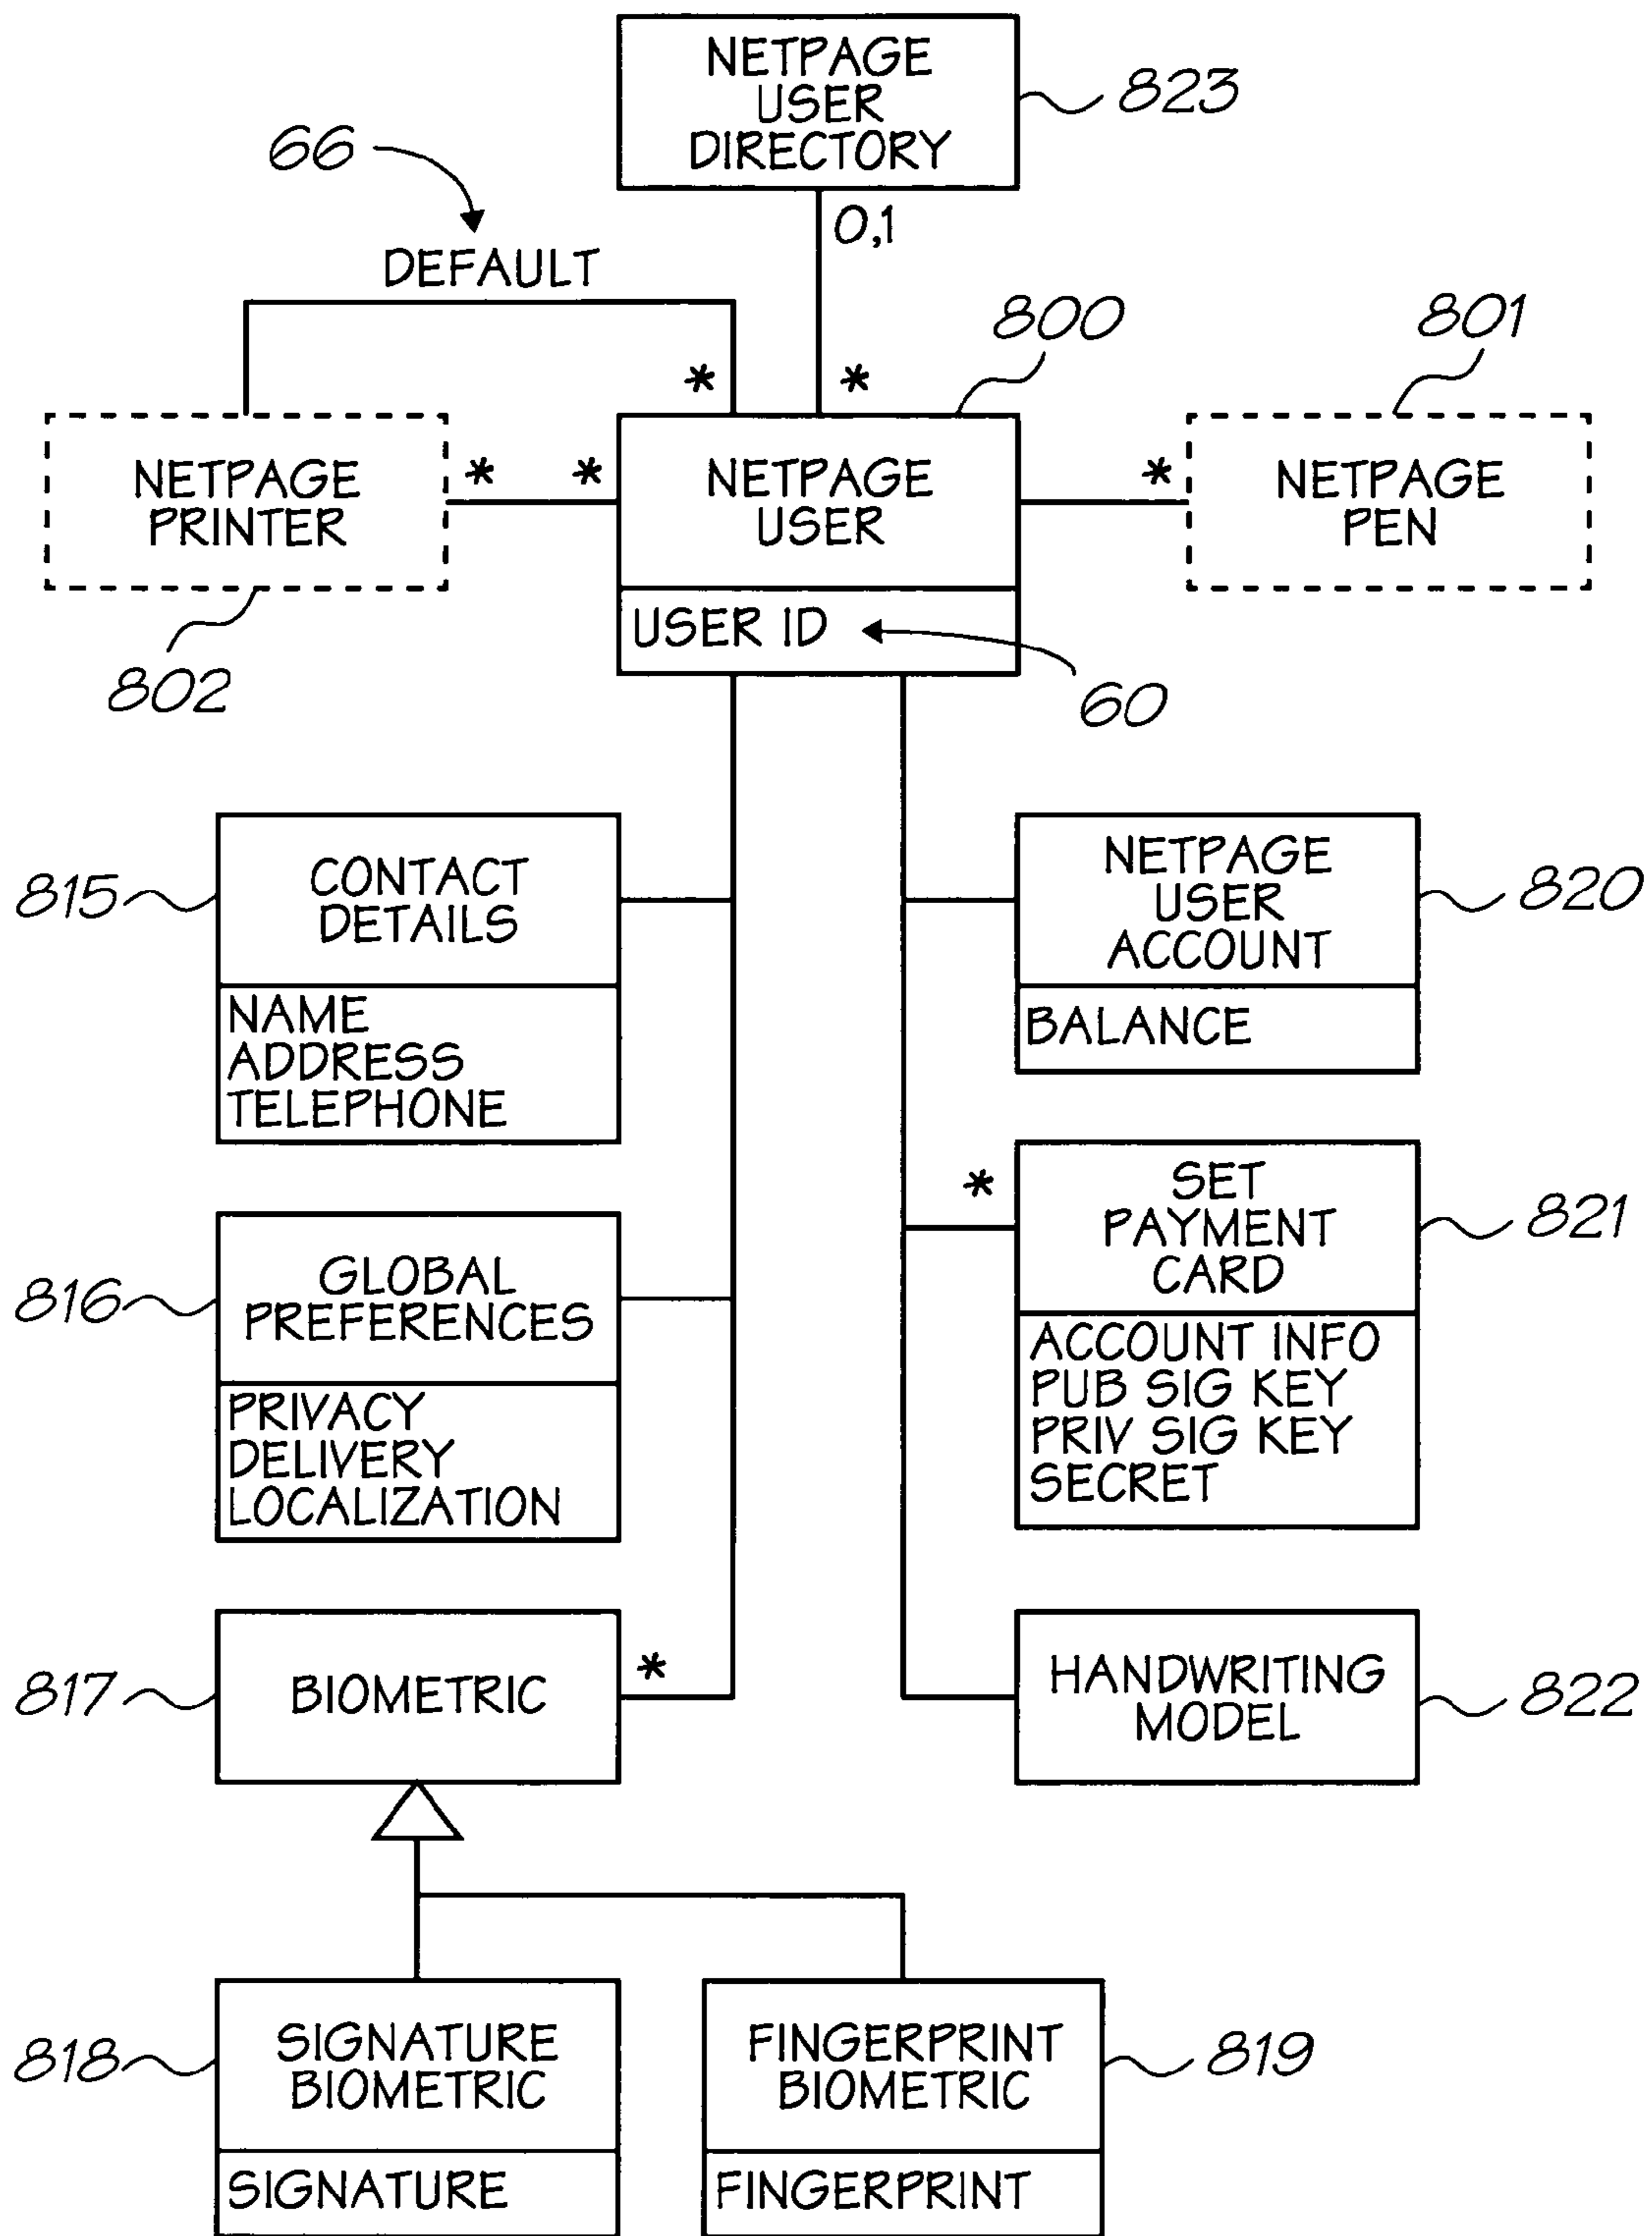 NETPAGE
USER
DIRECTORY
823
66
0,1
DEFAULT
800
801
*
*
NETPAGE
PRINTER
*
*
NETPAGE
USER
*
NETPAGE
PEN
USER ID
802
60
815
CONTACT
DETAILS
NAME
ADDRESS
TELEPHONE
NETPAGE
USER
ACCOUNT
820
BALANCE
816
GLOBAL
PREFERENCES
PRIVACY
DELIVERY
LOCALIZATION
*
SET
PAYMENT
CARD
821
ACCOUNT INFO
PUB SIG KEY
PRIV SIG KEY
SECRET
817
BIOMETRIC
*
HANDWRITING
MODEL
822
818
SIGNATURE
BIOMETRIC
SIGNATURE
FINGERPRINT
BIOMETRIC
819
FINGERPRINT